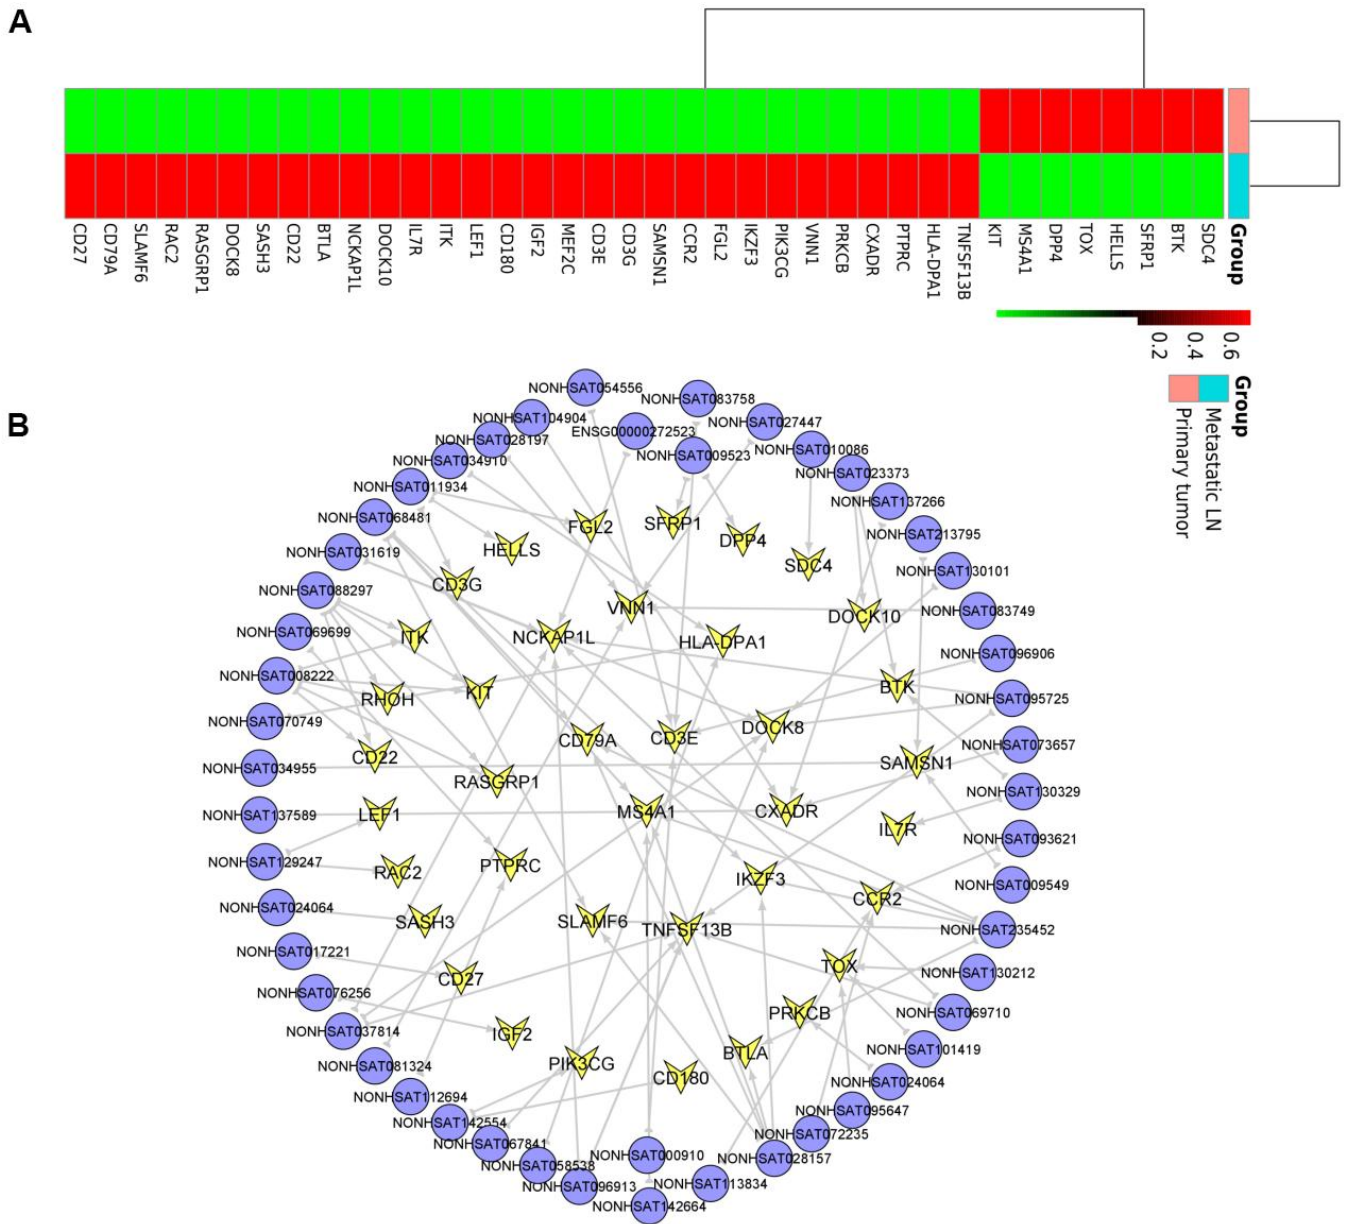 A
CD27
CD79A
SLAMF6
RAC2
RASGRP1
DOCK8
SASH3
CD22
BTLA
NCKAP1L
DOCK10
IL7R
ITK
LEF1
CD180
IGF2
MEF2C
CD3E
CD3G
SAMSN1
CCR2
FGL2
IKZF3
PIK3CG
VNN1
PRKCB
CXADR
PTPRC
HLA-DPA1
TNFSF13B
KIT
MS4A1
DPP4
TOX
HELLS
SFRP1
BTK
SDC4
Group
0.2
0.4
0.6
Group
Primary tumor
Metastatic LN
B
NONHSAT054556
NONHSAT083758
NONHSAT104904
NONHSAT027447
ENSG00000272523
NONHSAT028197
NONHSAT010086
NONHSAT009523
NONHSAT034910
NONHSAT023373
NONHSAT011934
NONHSAT137266
NONHSAT068481
NONHSAT213795
NONHSAT031619
NONHSAT130101
NONHSAT088297
NONHSAT083749
NONHSAT069699
NONHSAT096906
NONHSAT008222
NONHSAT095725
NONHSAT070749
NONHSAT073657
NONHSAT034955
NONHSAT130329
NONHSAT137589
NONHSAT093621
NONHSAT129247
NONHSAT009549
NONHSAT024064
NONHSAT235452
NONHSAT017221
NONHSAT130212
NONHSAT076256
NONHSAT069710
NONHSAT037814
NONHSAT101419
NONHSAT081324
NONHSAT024064
NONHSAT112694
NONHSAT095647
NONHSAT142554
NONHSAT072235
NONHSAT067841
NONHSAT000910
NONHSAT028157
NONHSAT058538
NONHSAT096913
NONHSAT113834
NONHSAT142664
FGL2
SFRP1
DPP4
HELLS
SDC4
CD3G
VNN1
DOCK10
ITK
NCKAP1L
HLA-DPA1
RHOH
KIT
BTK
CD79A
CD3E
DOCK8
CD22
SAMSN1
RASGRP1
LEF1
MS4A1
CXADR
IL7R
RAC2
PTPRC
IKZF3
CCR2
SASH3
SLAMF6
TNFSF13B
CD27
TOX
PRKCB
IGF2
PIK3CG
BTLA
CD180